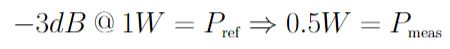 −3dB @ 1W = P_ref ⇒ 0.5W = P_meas